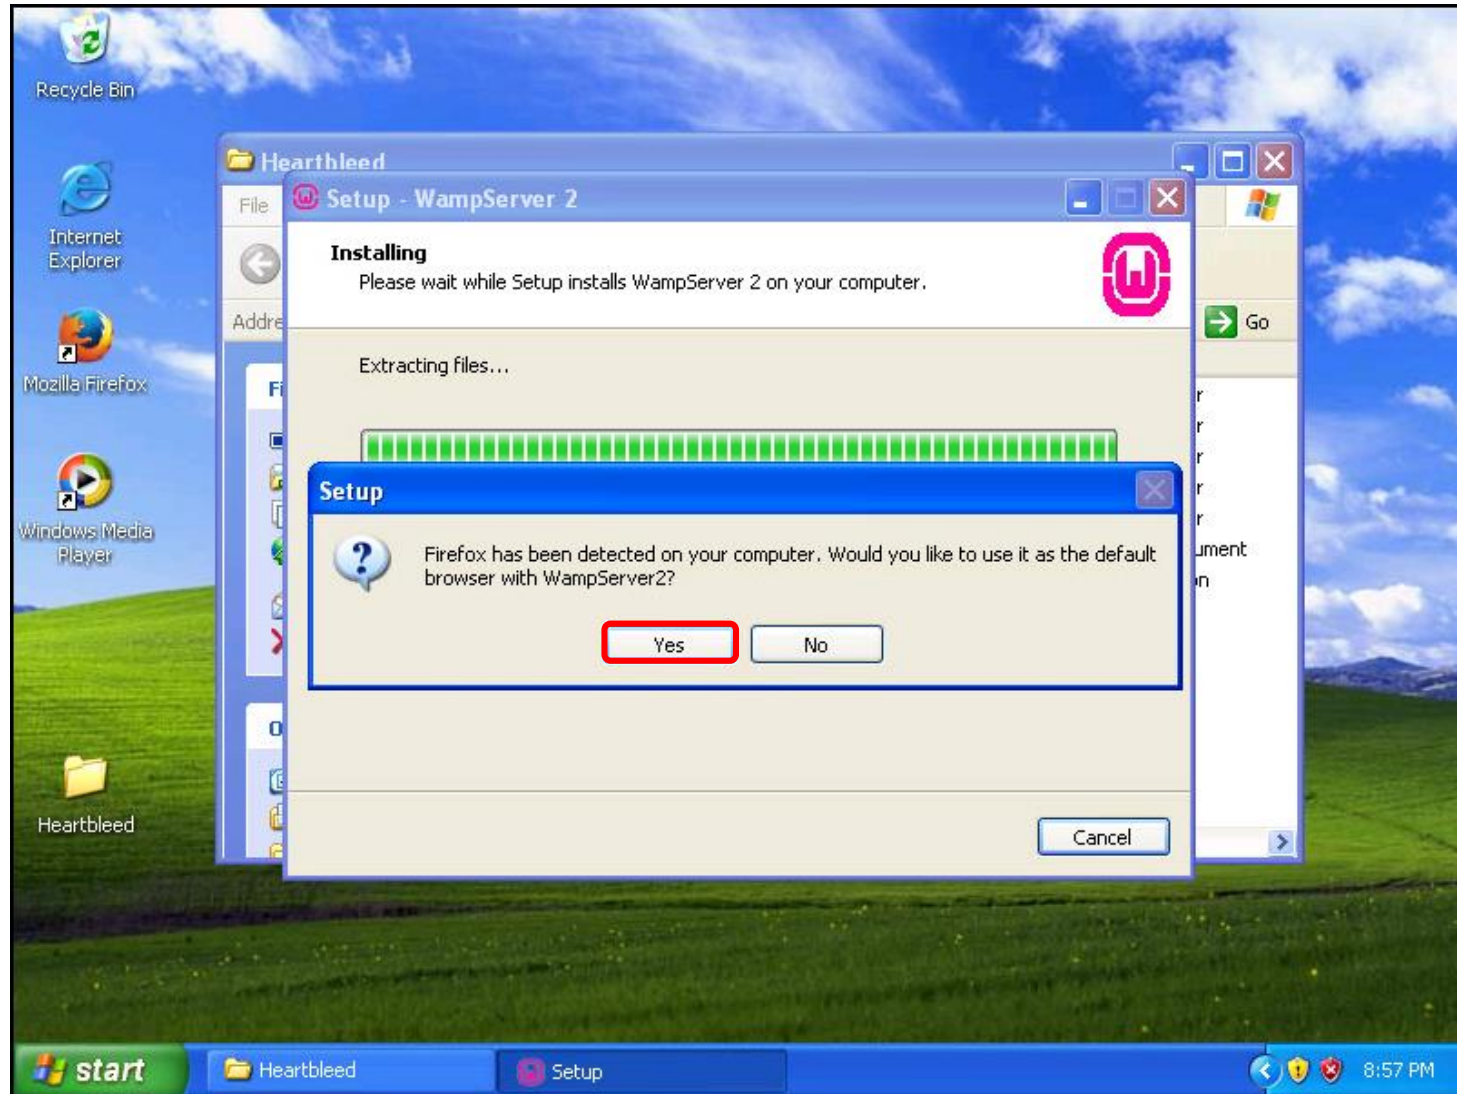 Recycle Bin
Internet
Explorer
Mozilla Firefox
Windows Media
Player
Heartbleed
Heartbleed
File
Addre
Go
Fi
O
r
r
r
r
r
ument
n
Setup - WampServer 2
Installing
Please wait while Setup installs WampServer 2 on your computer.
Extracting files...
Setup
Firefox has been detected on your computer. Would you like to use it as the default
browser with WampServer2?
Yes
No
Cancel
start
Heartbleed
Setup
8:57 PM